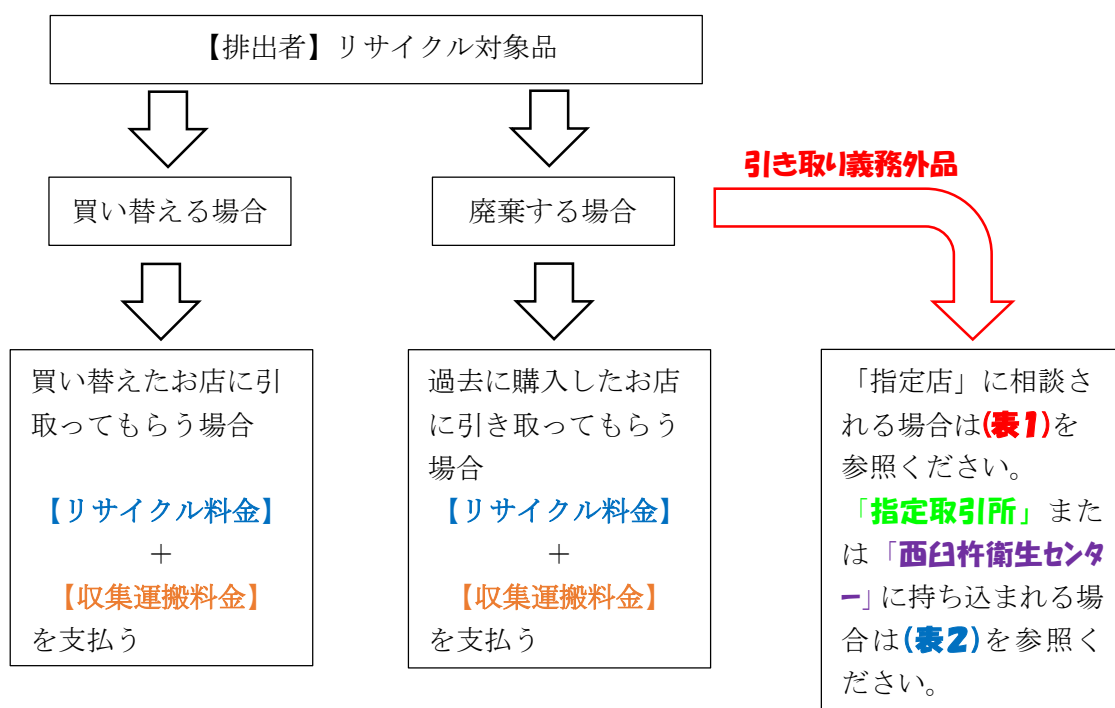 【排出者】リサイクル対象品
引き取り義務外品
買い替える場合
廃棄する場合
買い替えたお店に引
取ってもらう場合
【リサイクル料金】
+
【収集運搬料金】
を支払う
過去に購入したお店
に引き取ってもらう
場合
【リサイクル料金】
+
【収集運搬料金】
を支払う
「指定店」に相談さ
れる場合は(表1)を
参照ください。
「指定取引所」また
は「西臼杵衛生センタ
ー」に持ち込まれる場
合は(表2)を参照く
ださい。